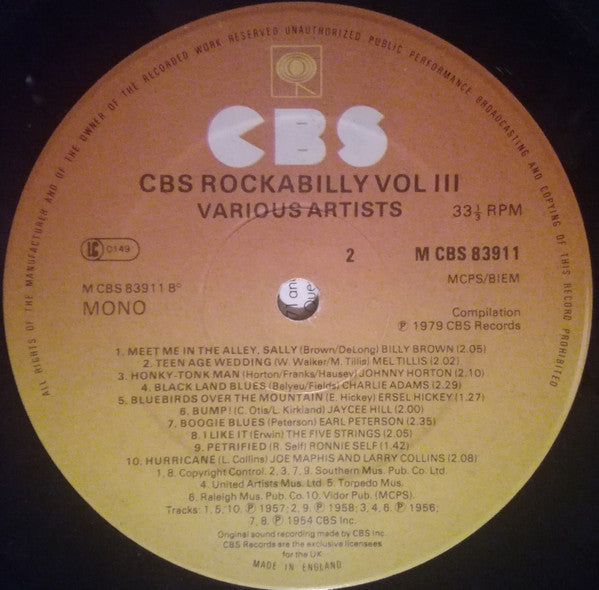 ALL RIGHTS OF THE MANUFACTURER AND OF THE OWNER OF THE RECORDED WORK RESERVED UNAUTHORIZED PUBLIC PERFORMANCE BROADCASTING AND COPYING OF THIS RECORD PROHIBITED
CBS
CBS ROCKABILLY VOL III
VARIOUS ARTISTS
33⅓ RPM
LC 0149
2
M CBS 83911
M CBS 83911 B°
MCPS/BIEM
MONO
Compilation
℗ 1979 CBS Records
1. MEET ME IN THE ALLEY, SALLY (Brown/DeLong) BILLY BROWN (2.05)
2. TEEN AGE WEDDING (W. Walker/M. Tillis) MEL TILLIS (2.02)
3. HONKY-TONK MAN (Horton/Franks/Hausey) JOHNNY HORTON (2.10)
4. BLACK LAND BLUES (Belyeu/Fields) CHARLIE ADAMS (2.29)
5. BLUEBIRDS OVER THE MOUNTAIN (E. Hickey) ERSEL HICKEY (1.27)
6. BUMP! (C. Otis/L. Kirkland) JAYCEE HILL (2.00)
7. BOOGIE BLUES (Peterson) EARL PETERSON (2.35)
8. I LIKE IT (Erwin) THE FIVE STRINGS (2.05)
9. PETRIFIED (R. Self) RONNIE SELF (1.42)
10. HURRICANE (L. Collins) JOE MAPHIS AND LARRY COLLINS (2.08)
1. 8. Copyright Control. 2, 3, 7, 9. Southern Mus. Pub. Co. Ltd.
4. United Artists Mus. Ltd. 5. Torpedo Mus.
6. Raleigh Mus. Pub. Co. 10. Vidor Pub. (MCPS).
Tracks: 1, 5, 10, ℗ 1957; 2, 9, ℗ 1958; 3, 4, 6, ℗ 1956;
7, 8, ℗ 1954 CBS Inc.
Original sound recording made by CBS Inc.
CBS Records are the exclusive licensees
for the UK
MADE IN ENGLAND